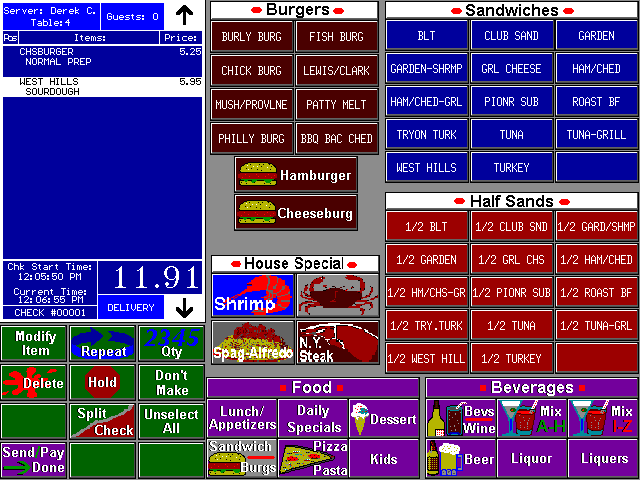 Server: Derek C.
Table:4
Guests: 0
Pos Items: Price:
CHSBURGER 5.25
NORMAL PREP
WEST HILLS 5.95
SOURDOUGH
Chk Start Time:
12:05:50 PM
Current Time:
12:06:55 PM
CHECK #00001
11.91
DELIVERY
Modify
Item
Repeat
2345
Qty
Delete
Hold
Don't
Make
Split
Check
Unselect
All
Send/Pay
Done
Burgers
BURLY BURG
FISH BURG
CHICK BURG
LEWIS/CLARK
MUSH/PROVLNE
PATTY MELT
PHILLY BURG
BBQ BAC CHED
Hamburger
Cheeseburg
House Special
Shrimp
Spag-Alfredo
N.Y.
Steak
Sandwiches
BLT
CLUB SAND
GARDEN
GARDEN-SHRMP
GRL CHEESE
HAM/CHED
HAM/CHED-GRL
PIONR SUB
ROAST BF
TRYON TURK
TUNA
TUNA-GRILL
WEST HILLS
TURKEY
Half Sands
1/2 BLT
1/2 CLUB SND
1/2 GARD/SHMP
1/2 GARDEN
1/2 GRL CHS
1/2 HAM/CHED
1/2 HM/CHS-GR
1/2 PIONR SUB
1/2 ROAST BF
1/2 TRY.TURK
1/2 TUNA
1/2 TUNA-GRL
1/2 WEST HILL
1/2 TURKEY
Food
Lunch/
Appetizers
Daily
Specials
Dessert
Sandwich
Burgs
Pizza
Pasta
Kids
Beverages
Bevs
Wine
Mix
A-H
Mix
I-Z
Beer
Liquor
Liquers